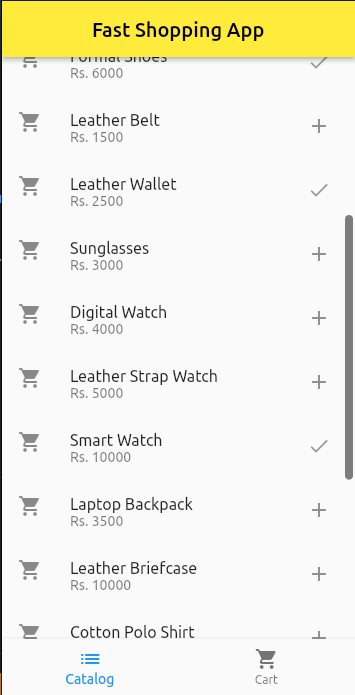 Fast Shopping App
Formal Shoes
Rs. 6000
Leather Belt
Rs. 1500
Leather Wallet
Rs. 2500
Sunglasses
Rs. 3000
Digital Watch
Rs. 4000
Leather Strap Watch
Rs. 5000
Smart Watch
Rs. 10000
Laptop Backpack
Rs. 3500
Leather Briefcase
Rs. 10000
Cotton Polo Shirt
Catalog
Cart